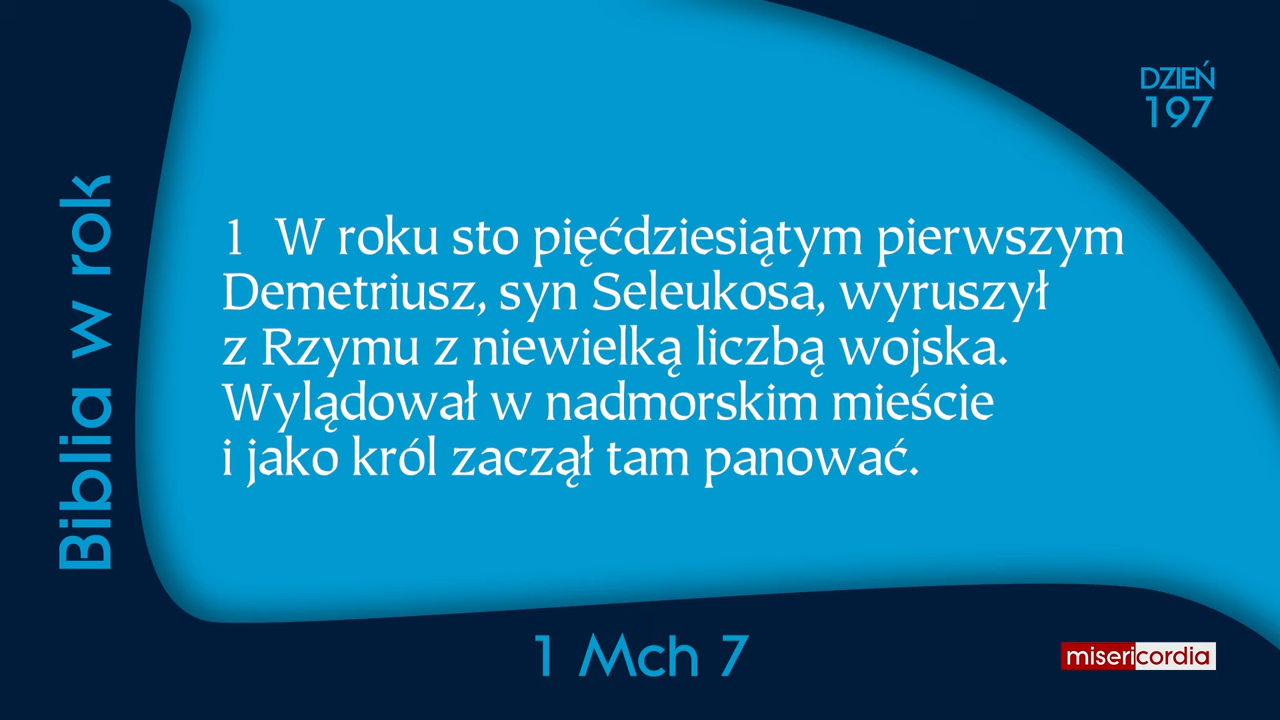 DZIEŃ
197
Biblia w rok
1 W roku sto pięćdziesiątym pierwszym
Demetriusz, syn Seleukosa, wyruszył
z Rzymu z niewielką liczbą wojska.
Wylądował w nadmorskim mieście
i jako król zaczął tam panować.
1 Mch 7
misericordia